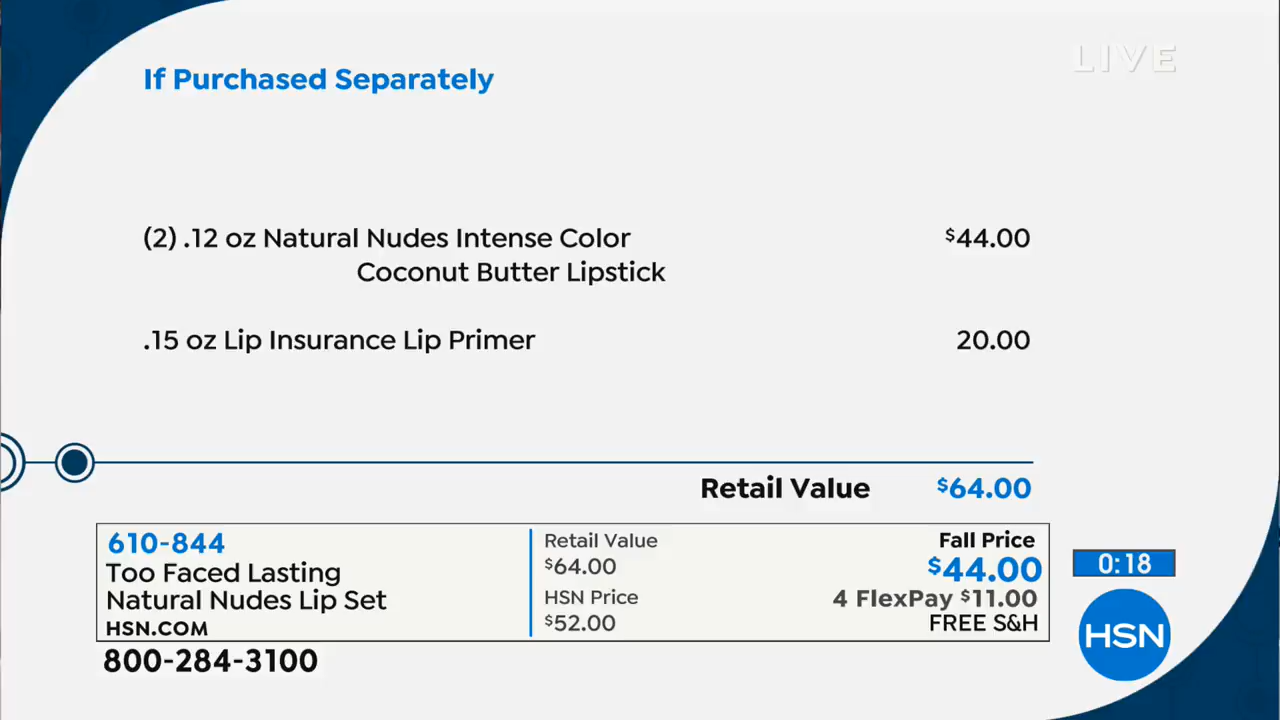 LIVE
If Purchased Separately
(2) .12 oz Natural Nudes Intense Color $44.00
Coconut Butter Lipstick
.15 oz Lip Insurance Lip Primer 20.00
Retail Value $64.00
610-844
Too Faced Lasting
Natural Nudes Lip Set
HSN.COM
Retail Value
$64.00
HSN Price
$52.00
Fall Price
$44.00
4 FlexPay $11.00
FREE S&H
0:18
HSN
800-284-3100